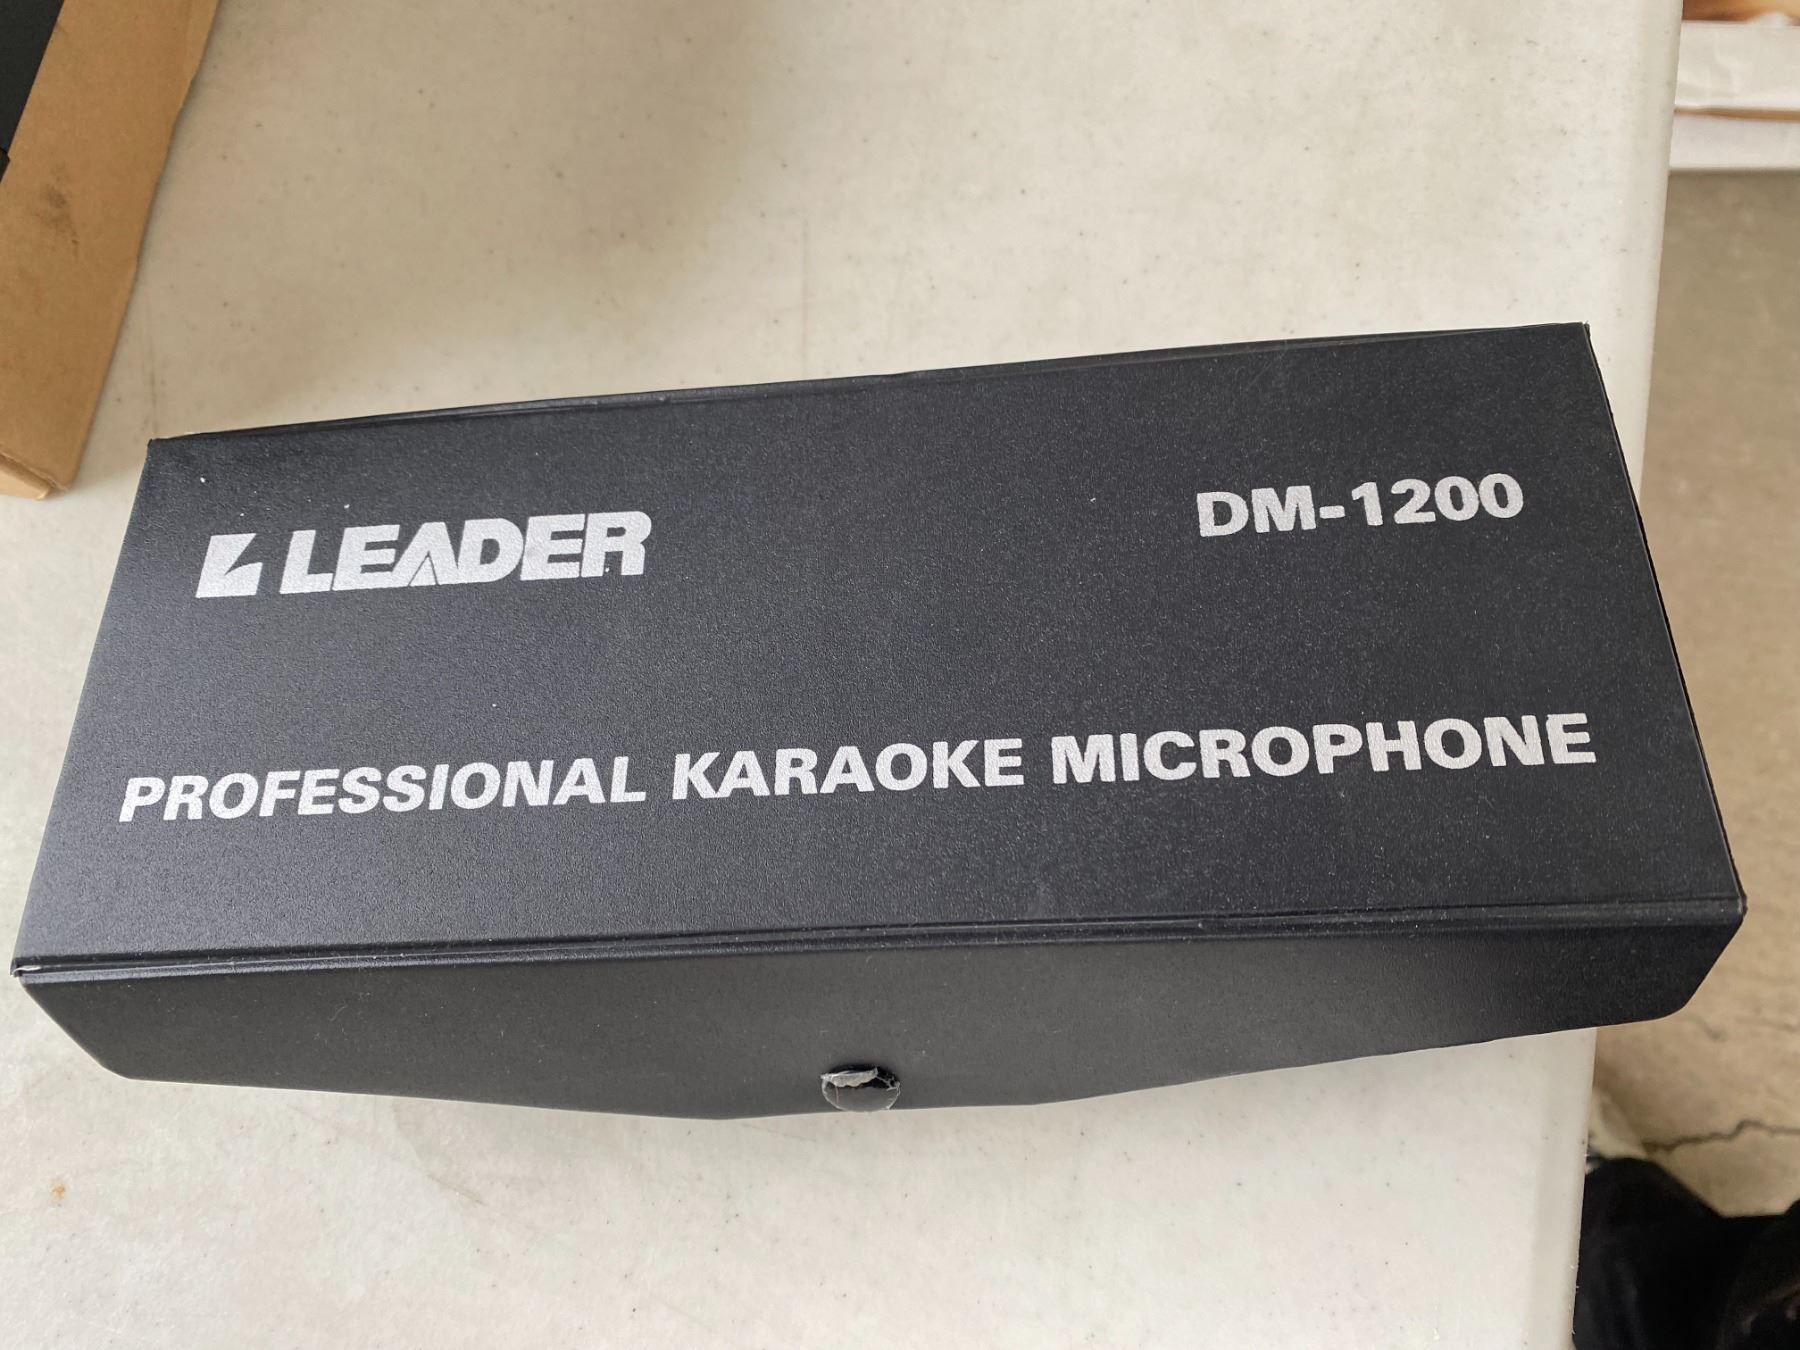 LEADER
DM-1200
PROFESSIONAL KARAOKE MICROPHONE